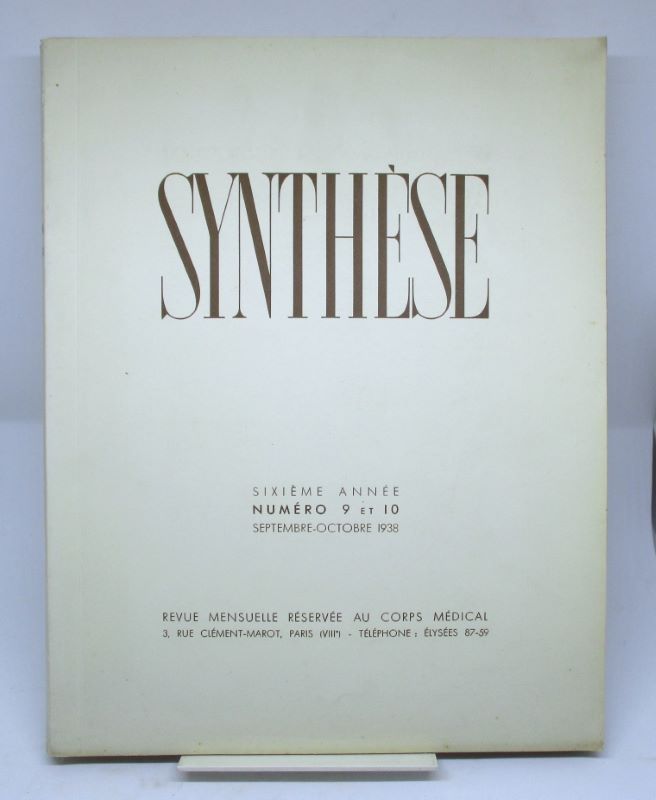 SYNTHÈSE
SIXIÈME ANNÉE
NUMÉRO 9 ET 10
SEPTEMBRE-OCTOBRE 1938
REVUE MENSUELLE RÉSERVÉE AU CORPS MÉDICAL
3, RUE CLÉMENT-MAROT, PARIS (VIIIe) - TÉLÉPHONE : ÉLYSÉES 87-59